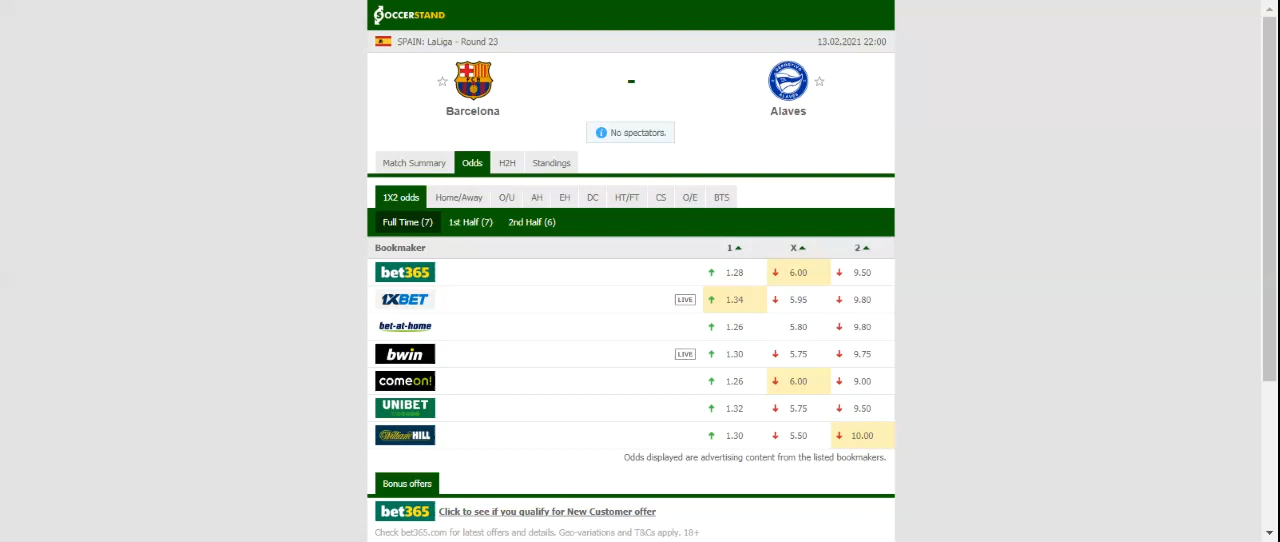 SOCCERSTAND
SPAIN: LaLiga - Round 23 13.02.2021 22:00
-
Barcelona Alaves
No spectators.
Match Summary Odds H2H Standings
1X2 odds Home/Away O/U AH EH DC HT/FT CS O/E BTS
Full Time (7) 1st Half (7) 2nd Half (6)
Bookmaker 1 X 2
bet365 1.28 6.00 9.50
1XBET LIVE 1.34 5.95 9.80
bet-at-home 1.26 5.80 9.80
bwin LIVE 1.30 5.75 9.75
comeon! 1.26 6.00 9.00
UNIBET 1.32 5.75 9.50
William HILL 1.30 5.50 10.00
Odds displayed are advertising content from the listed bookmakers.
Bonus offers
bet365 Click to see if you qualify for New Customer offer
Check bet365.com for latest offers and details. Geo-variations and T&Cs apply. 18+